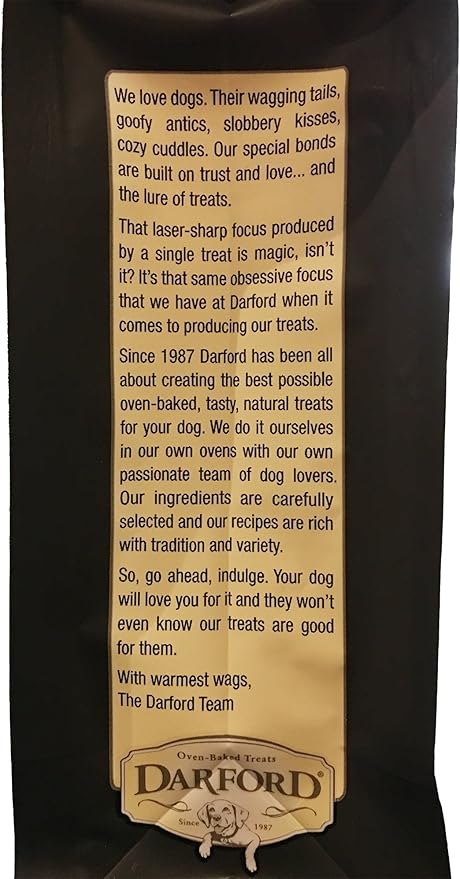 We love dogs. Their wagging tails,
goofy antics, slobbery kisses,
cozy cuddles. Our special bonds
are built on trust and love... and
the lure of treats.
That laser-sharp focus produced
by a single treat is magic, isn't
it? It's that same obsessive focus
that we have at Darford when it
comes to producing our treats.
Since 1987 Darford has been all
about creating the best possible
oven-baked, tasty, natural treats
for your dog. We do it ourselves
in our own ovens with our own
passionate team of dog lovers.
Our ingredients are carefully
selected and our recipes are rich
with tradition and variety.
So, go ahead, indulge. Your dog
will love you for it and they won't
even know our treats are good
for them.
With warmest wags,
The Darford Team
Oven-Baked Treats
DARFORD®
Since 1987